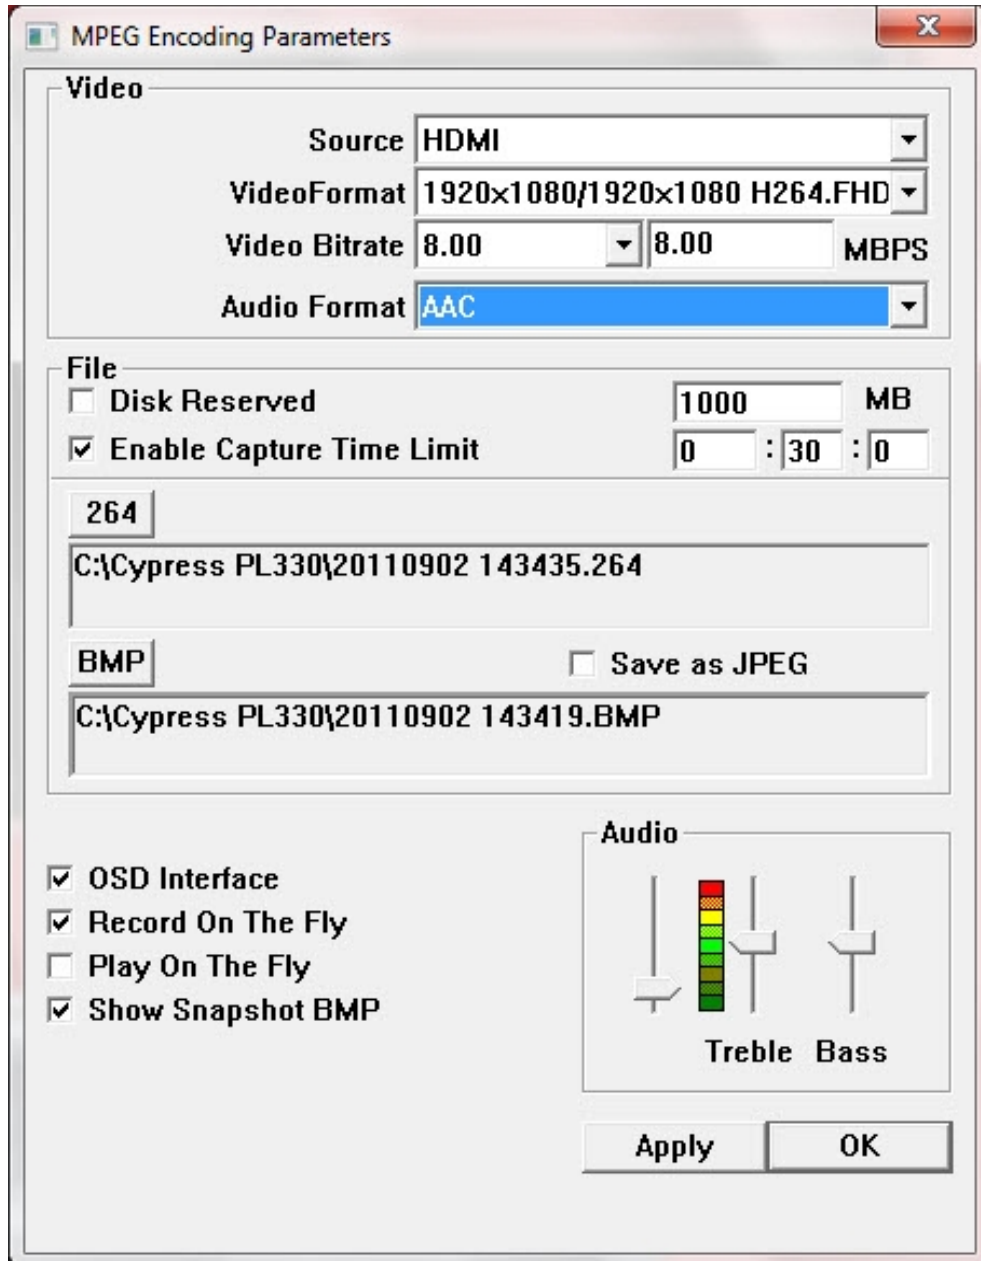 MPEG Encoding Parameters
Video
Source HDMI
VideoFormat 1920x1080/1920x1080 H264.FHD
Video Bitrate 8.00 8.00 MBPS
Audio Format AAC
File
Disk Reserved 1000 MB
Enable Capture Time Limit 0 : 30 : 0
264
C:\Cypress PL330\20110902 143435.264
BMP Save as JPEG
C:\Cypress PL330\20110902 143419.BMP
Audio
OSD Interface
Record On The Fly
Play On The Fly
Show Snapshot BMP
Treble Bass
Apply OK